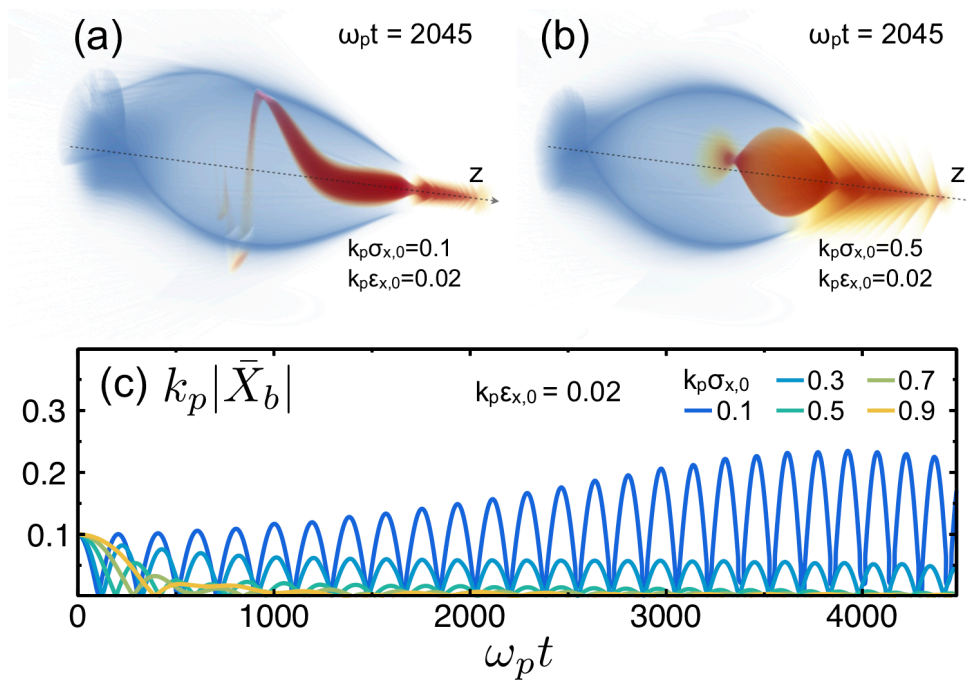 (a) ωₚt = 2045
(b) ωₚt = 2045
z
z
kₚσₓ,₀=0.1
kₚεₓ,₀=0.02
kₚσₓ,₀=0.5
kₚεₓ,₀=0.02
(c) kₚ|X̄_b|
kₚεₓ,₀ = 0.02
kₚσₓ,₀ 0.3 0.7
0.1 0.5 0.9
0.3
0.2
0.1
0 1000 2000 3000 4000
ωₚt